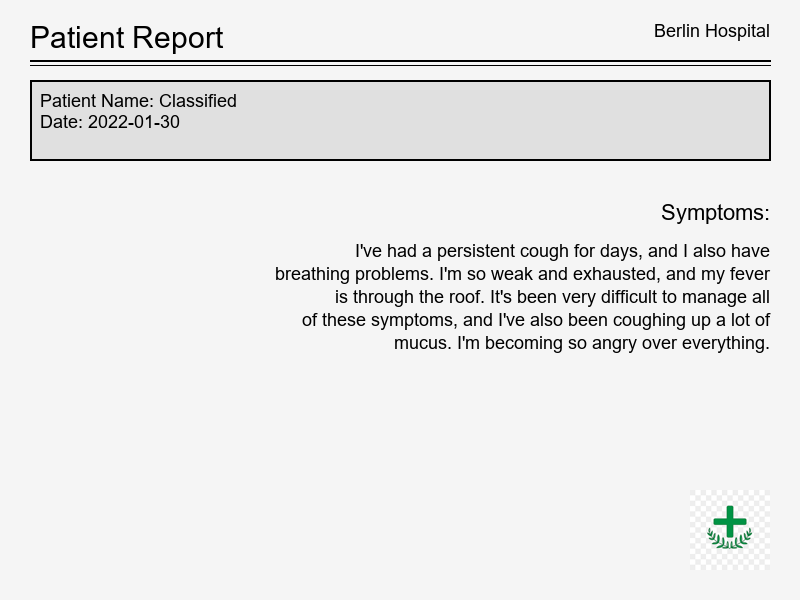 Patient Report
Berlin Hospital
Patient Name: Classified
Date: 2022-01-30
Symptoms:
I've had a persistent cough for days, and I also have
breathing problems. I'm so weak and exhausted, and my fever
is through the roof. It's been very difficult to manage all
of these symptoms, and I've also been coughing up a lot of
mucus. I'm becoming so angry over everything.